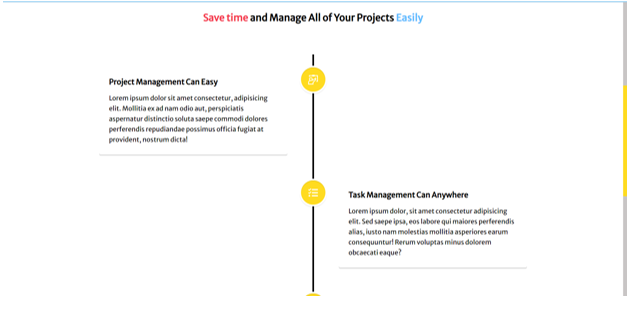 Save time and Manage All of Your Projects Easily
Project Management Can Easy
Lorem ipsum dolor sit amet consectetur, adipisicing
elit. Mollitia ex ad nam odio aut, perspiciatis
aspernatur distinctio soluta saepe commodi dolores
perferendis repudiandae possimus officia fugiat at
provident, nostrum dicta!
Task Management Can Anywhere
Lorem ipsum dolor, sit amet consectetur adipisicing
elit. Sed saepe ipsa, eos labore qui maiores perferendis
alias, iusto nam molestias mollitia asperiores earum
consequuntur! Rerum voluptas minus dolorem
obcaecati eaque?